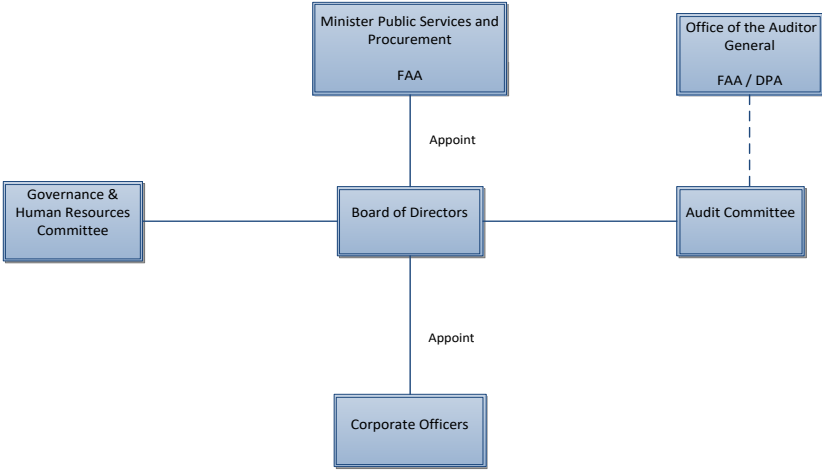 Minister Public Services and
Procurement
FAA
Office of the Auditor
General
FAA / DPA
Appoint
Governance &
Human Resources
Committee
Board of Directors
Audit Committee
Appoint
Corporate Officers